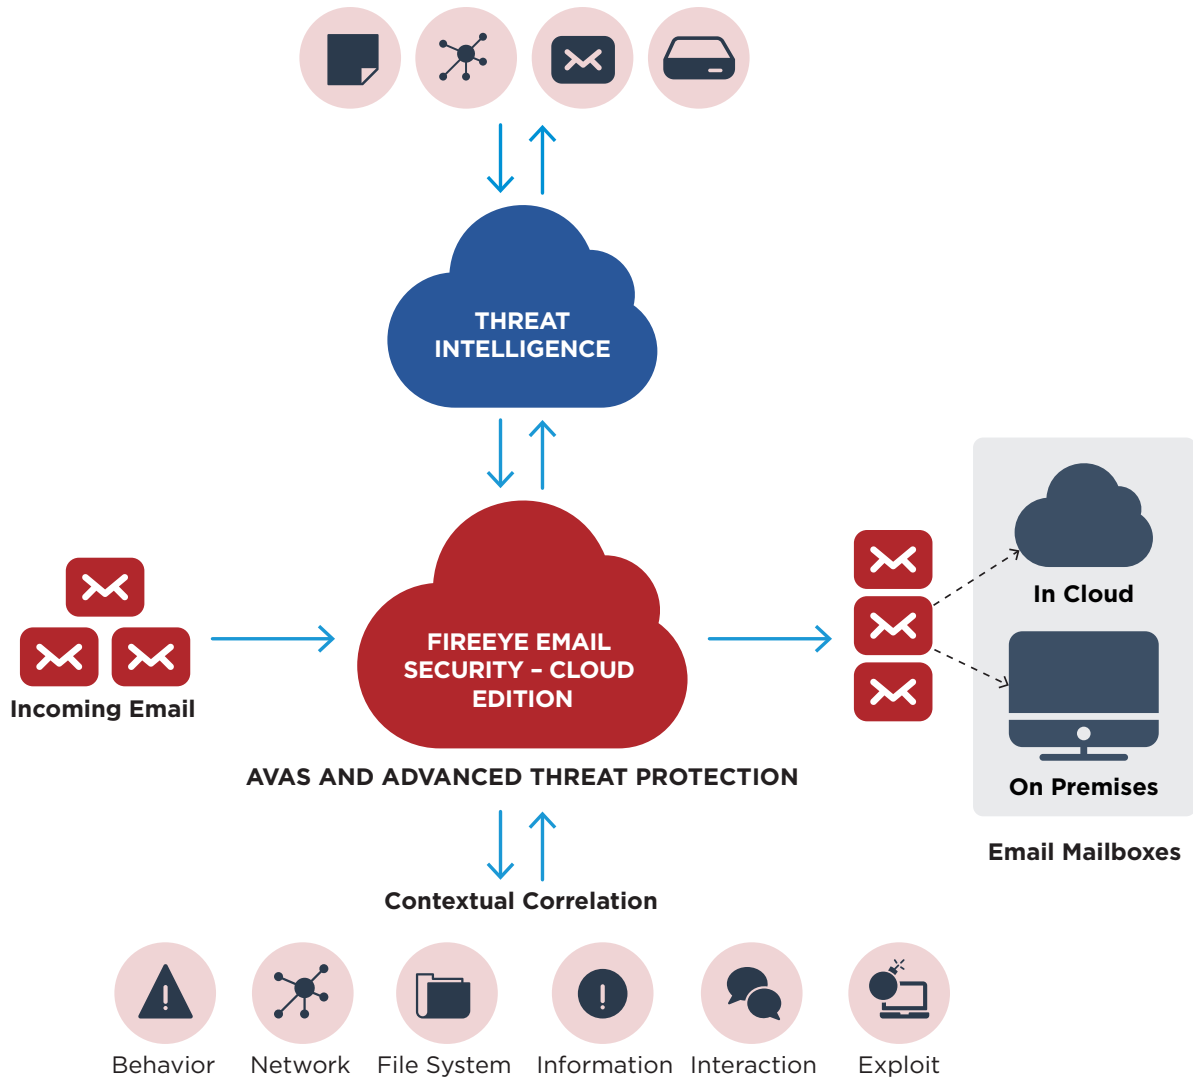 THREAT
INTELLIGENCE
FIREEYE EMAIL
SECURITY – CLOUD
EDITION
Incoming Email
AVAS AND ADVANCED THREAT PROTECTION
In Cloud
On Premises
Email Mailboxes
Contextual Correlation
Behavior
Network
File System
Information
Interaction
Exploit